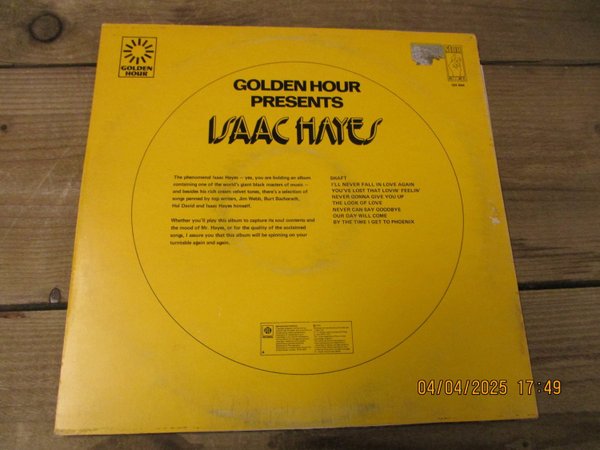 GOLDEN
HOUR
GOLDEN HOUR
PRESENTS
ISAAC HAYES
The phenomenal Isaac Hayes — yes, you are holding an album
containing one of the world's giant black masters of music —
and besides his rich cream velvet tones, there's a selection of
songs penned by top writers, Jim Webb, Burt Bacharach,
Hal David and Isaac Hayes himself.
Whether you'll play this album to capture its soul contents and
the mood of Mr. Hayes, or for the quality of the acclaimed
songs, I assure you that this album will be spinning on your
turntable again and again.
SHAFT
I'LL NEVER FALL IN LOVE AGAIN
YOU'VE LOST THAT LOVIN' FEELIN'
NEVER GONNA GIVE YOU UP
THE LOOK OF LOVE
NEVER CAN SAY GOODBYE
OUR DAY WILL COME
BY THE TIME I GET TO PHOENIX
04/04/2025 17:49